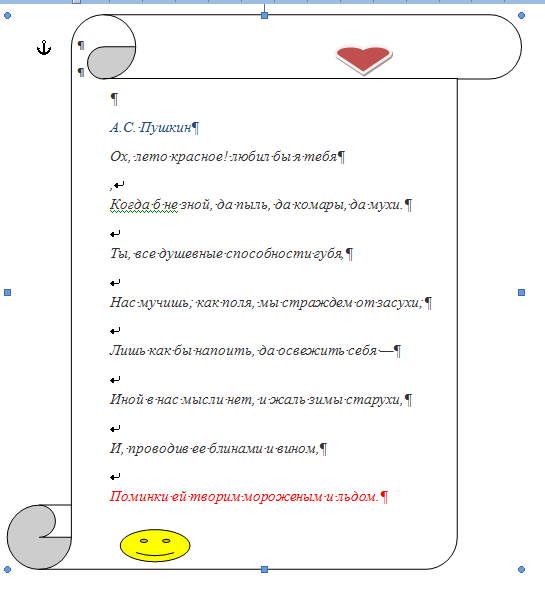 А.С. Пушкин
Ох, лето красное! любил бы я тебя
,
Когда б не зной, да пыль, да комары, да мухи.
Ты, все душевные способности губя,
Нас мучишь; как поля, мы страждем от засухи;
Лишь как бы напоить, да освежить себя —
Иной в нас мысли нет, и жаль зимы старухи,
И, проводив ее блинами и вином,
Поминки ей творим мороженым и льдом.